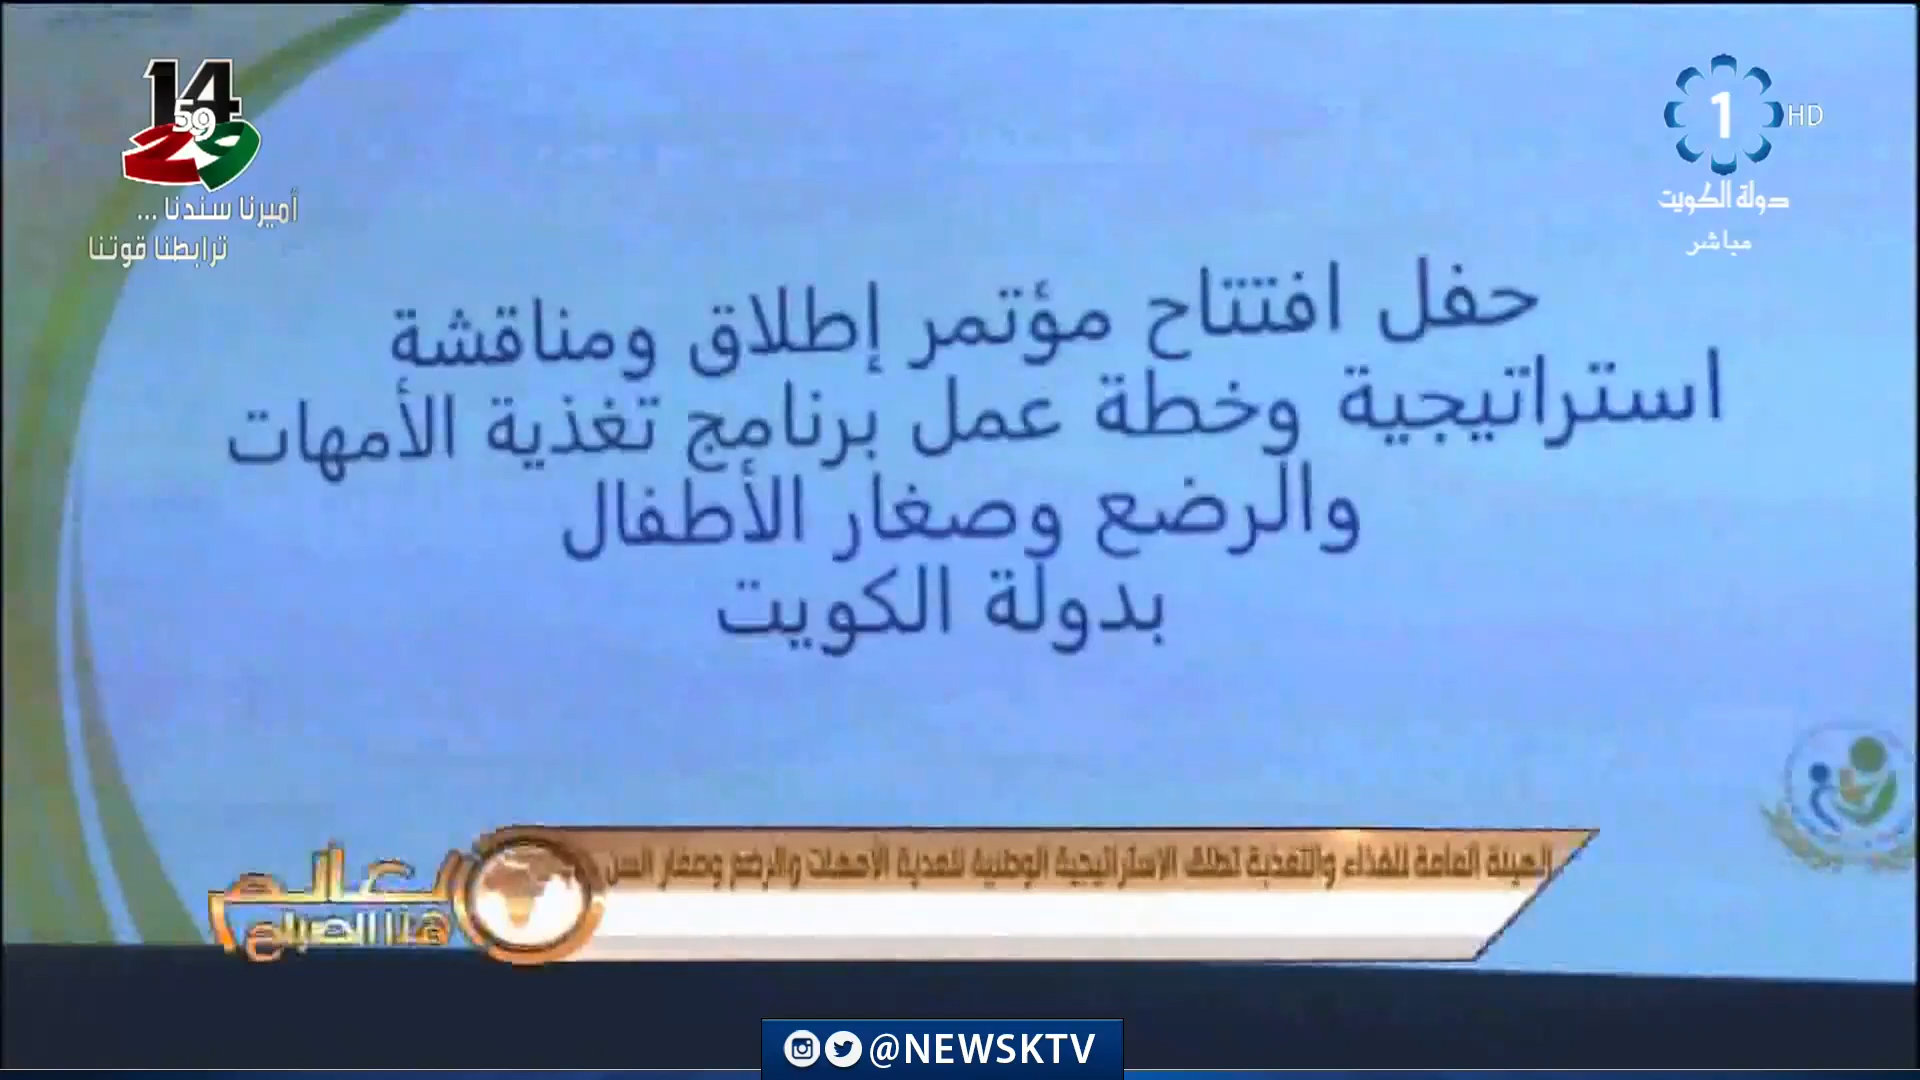 14
59
29
أميرنا سندنا ...
ترابطنا قوتنا
1 HD
دولة الكويت
مباشر
حفل افتتاح مؤتمر إطلاق ومناقشة
استراتيجية وخطة عمل برنامج تغذية الأمهات
والرضع وصغار الأطفال
بدولة الكويت
الهيئة العامة للغذاء والتغذية تطلق الاستراتيجية الوطنية لتغذية الأمهات والرضع وصغار السن
عالم
هذا الصباح
@NEWSKTV